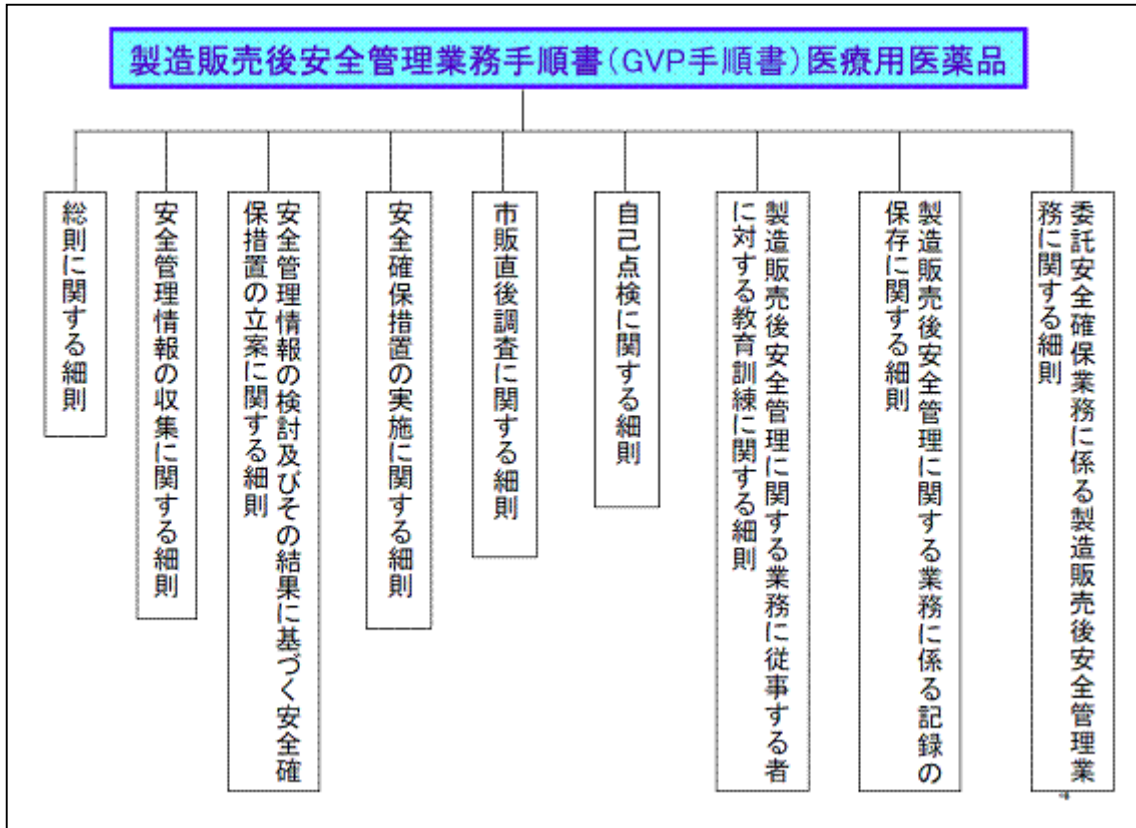 製造販売後安全管理業務手順書(GVP手順書)医療用医薬品
総則に関する細則
安全管理情報の収集に関する細則
安全管理情報の検討及びその結果に基づく安全確
保措置の立案に関する細則
安全確保措置の実施に関する細則
市販直後調査に関する細則
自己点検に関する細則
製造販売後安全管理に関する業務に従事する者
に対する教育訓練に関する細則
製造販売後安全管理に関する業務に係る記録の
保存に関する細則
委託安全確保業務に係る製造販売後安全管理業
務に関する細則